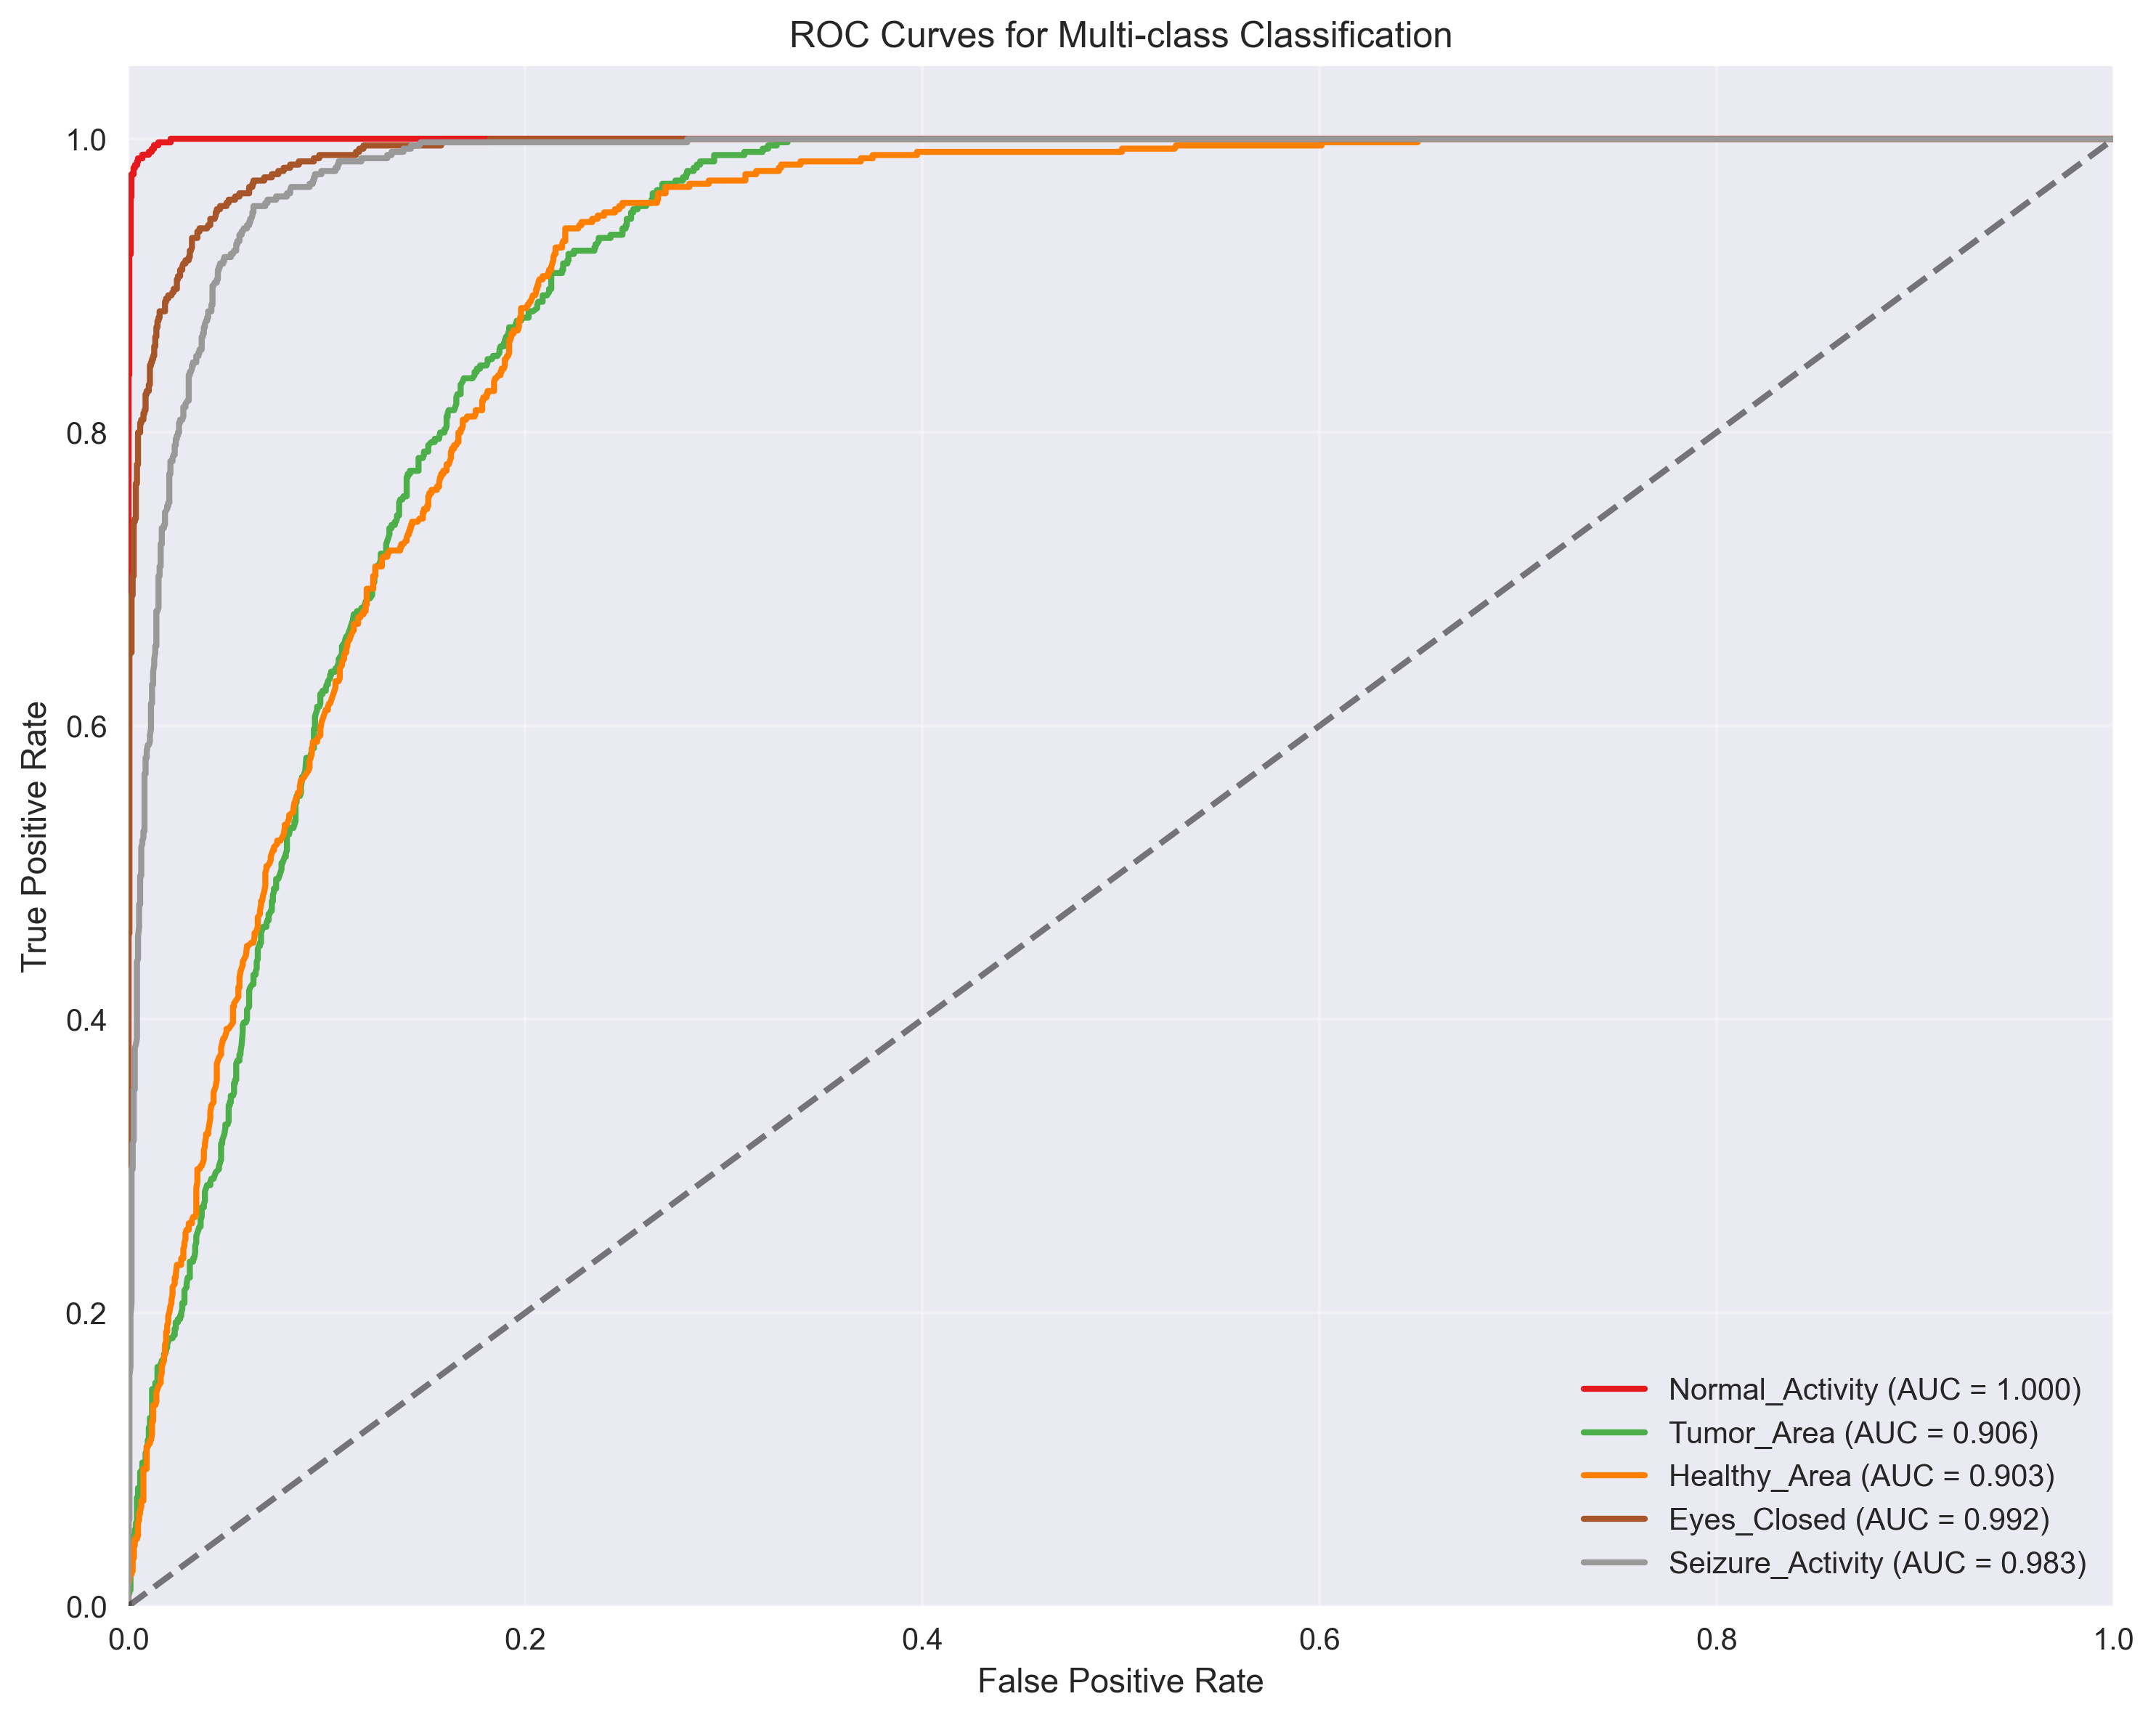 ROC Curves for Multi-class Classification
1.0
0.8
0.6
0.4
0.2
0.0
True Positive Rate
0.0 0.2 0.4 0.6 0.8 1.0
False Positive Rate
Normal_Activity (AUC = 1.000)
Tumor_Area (AUC = 0.906)
Healthy_Area (AUC = 0.903)
Eyes_Closed (AUC = 0.992)
Seizure_Activity (AUC = 0.983)